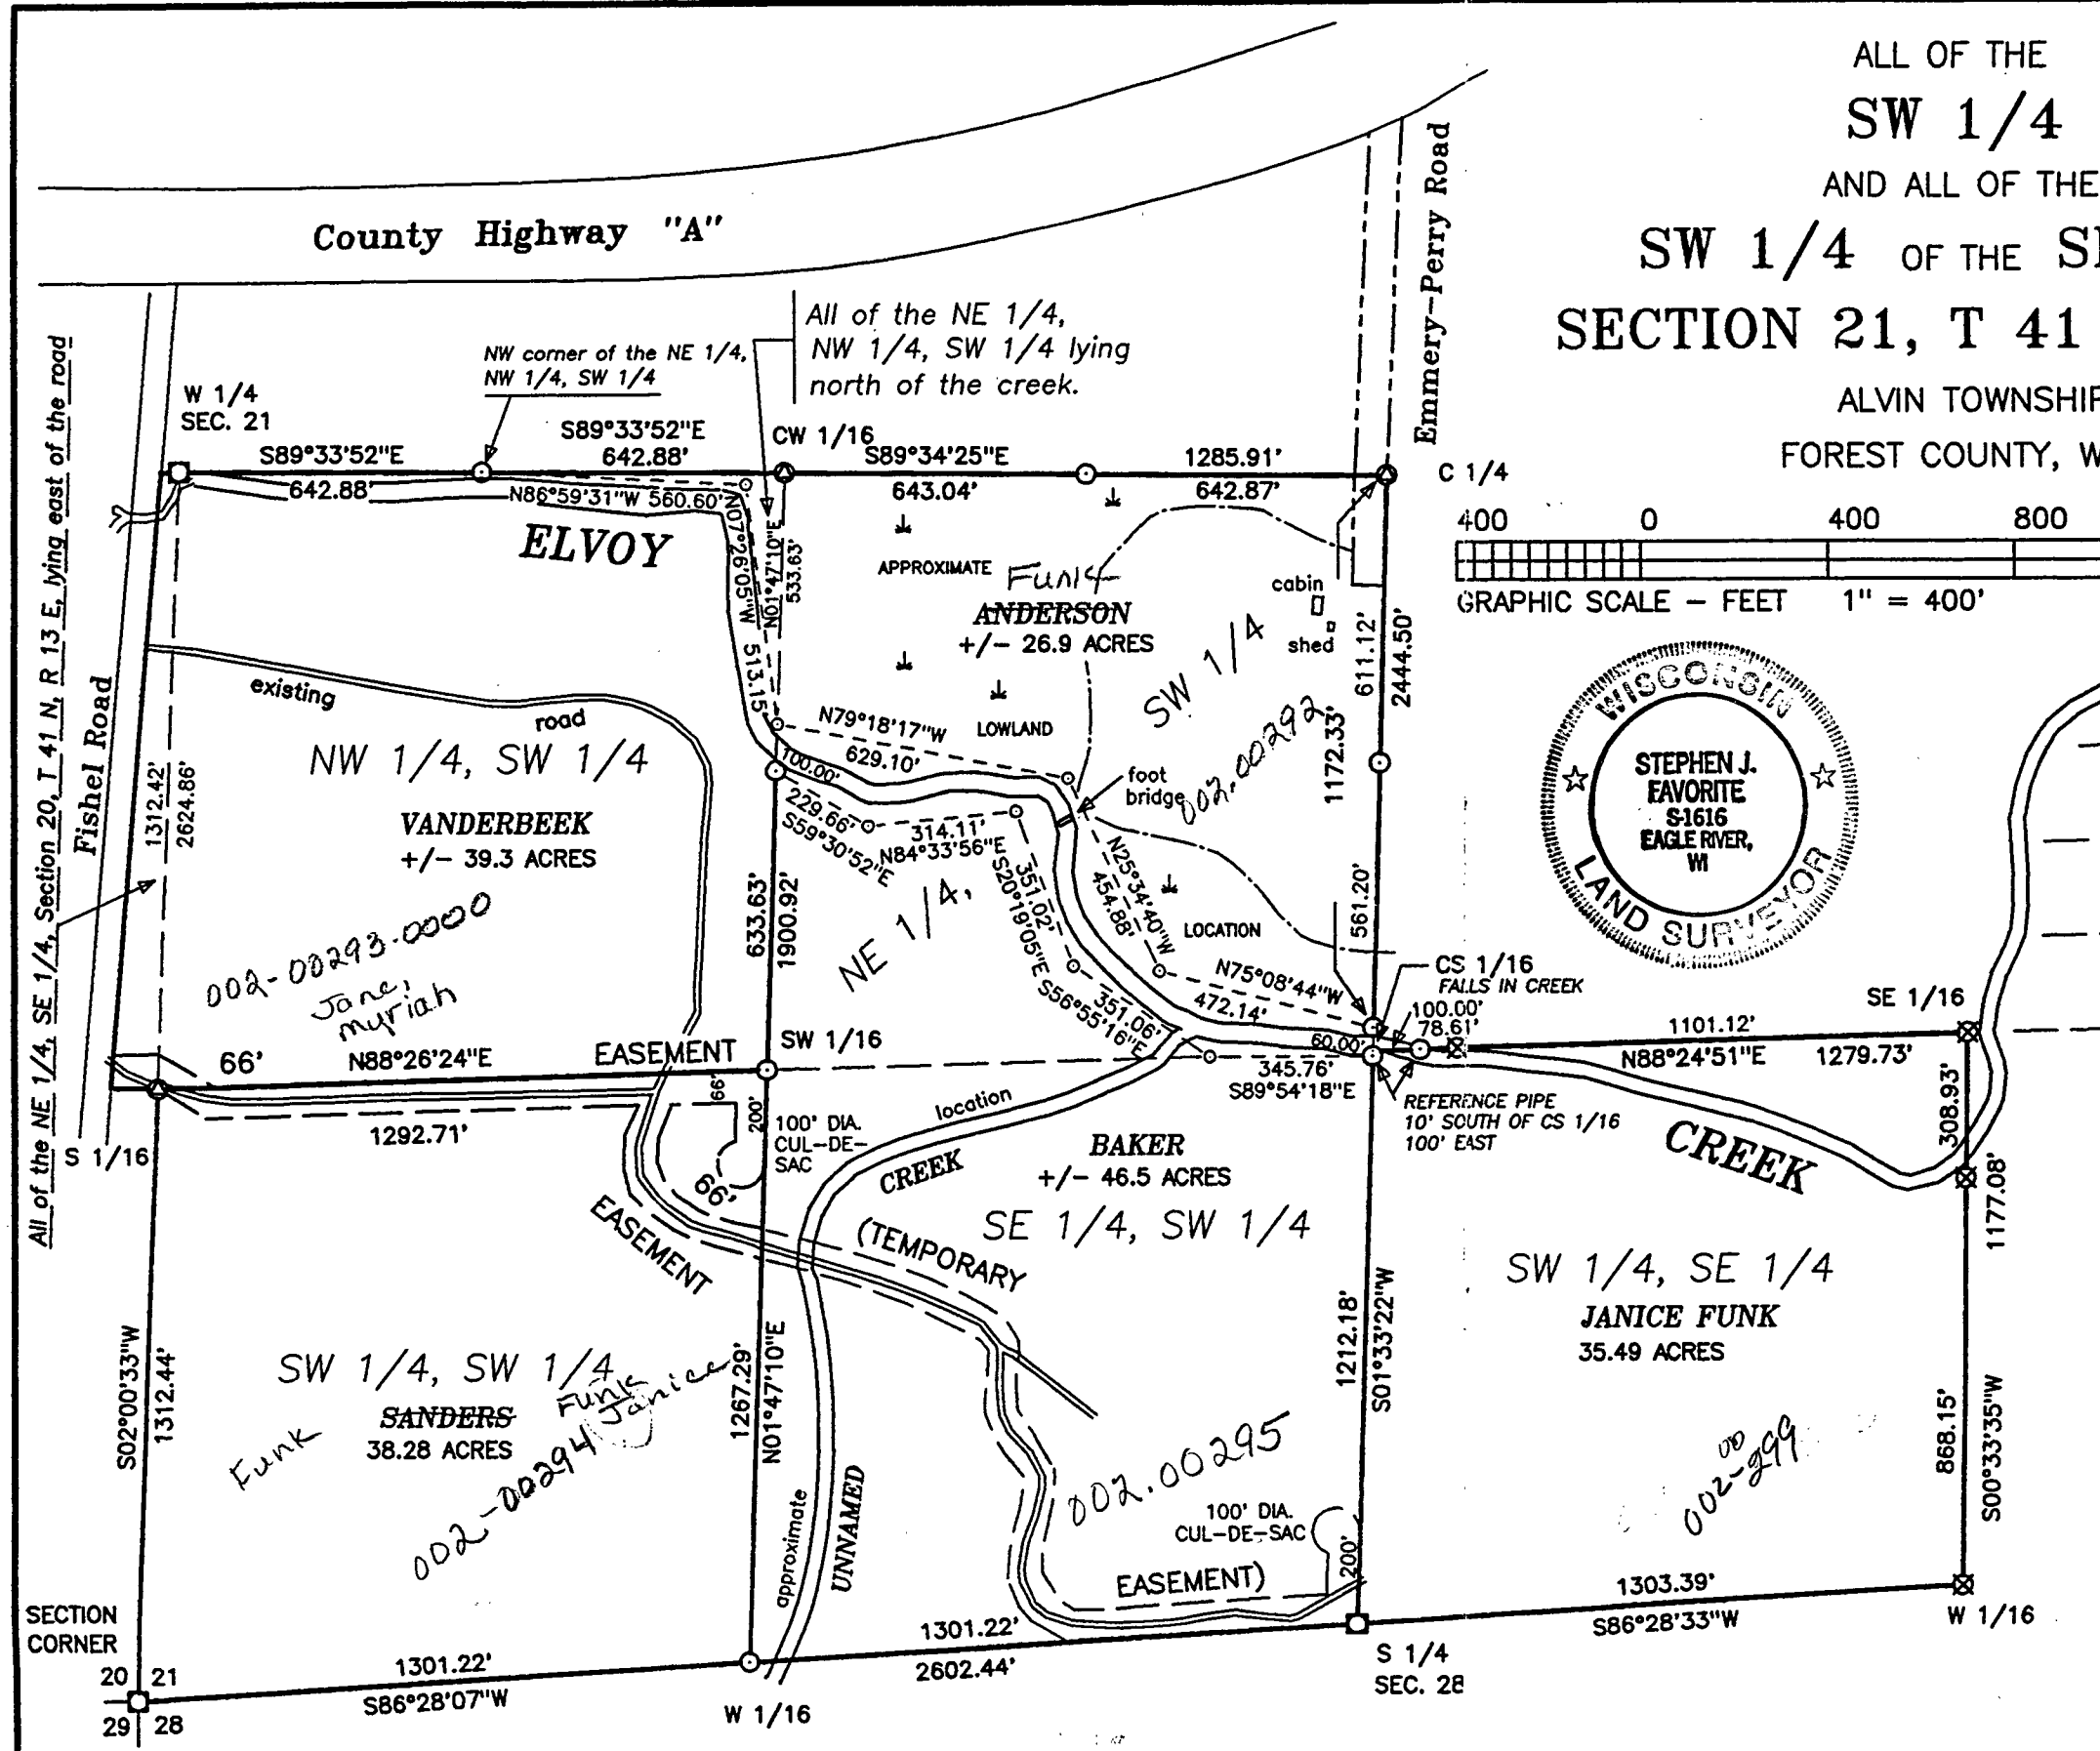 ALL OF THE
SW 1/4
AND ALL OF THE
SW 1/4 OF THE
SECTION 21, T 41
ALVIN TOWNSHIP
FOREST COUNTY,
400 0 400 800
GRAPHIC SCALE – FEET 1" = 400'
WISCONSIN
STEPHEN J.
FAVORITE
S-1616
EAGLE RIVER,
WI
LAND SURVEYOR
County Highway "A"
Emmery-Perry Road
Fishel Road
All of the NE 1/4, SE 1/4, Section 20, T 41 N, R 13 E, lying east of the road
NW corner of the NE 1/4,
NW 1/4, SW 1/4
All of the NE 1/4,
NW 1/4, SW 1/4 lying
north of the creek.
W 1/4
SEC. 21
S89°33'52"E
642.88'
S89°33'52"E
642.88'
CW 1/16
S89°34'25"E
643.04'
1285.91'
642.87'
C 1/4
N86°59'31"W 560.60'
N07°26'05"W 513.15'
N01°47'10"E
533.63'
ELVOY
APPROXIMATE
Funk
ANDERSON
+/- 26.9 ACRES
cabin
shed
SW 1/4
002.00292
611.12'
2444.50'
1172.33'
561.20'
existing
road
NW 1/4, SW 1/4
VANDERBEEK
+/- 39.3 ACRES
002-00293-0000
Jane,
myriah
1312.42'
2624.86'
N79°18'17"W
629.10'
LOWLAND
100.00'
foot
bridge
229.66'
S59°30'52"E
314.11'
N84°33'56"E
351.02'
S20°19'05"E
N25°34'40"W
454.88'
633.63'
1900.92'
NE 1/4,
LOCATION
351.06'
S56°55'16"E
N75°08'44"W
472.14'
CS 1/16
FALLS IN CREEK
100.00'
78.61'
60.00'
345.76'
S89°54'18"E
1101.12'
N88°24'51"E
1279.73'
SE 1/16
REFERENCE PIPE
10' SOUTH OF CS 1/16
100' EAST
CREEK
308.93'
1177.08'
66'
N88°26'24"E
EASEMENT
SW 1/16
1292.71'
S 1/16
66'
200'
100' DIA.
CUL-DE-
SAC
66'
location
CREEK
BAKER
+/- 46.5 ACRES
SE 1/4, SW 1/4
EASEMENT
(TEMPORARY
SW 1/4, SE 1/4
JANICE FUNK
35.49 ACRES
1212.18'
S01°33'22"W
S02°00'33"W
1312.44'
SW 1/4, SW 1/4
SANDERS
38.28 ACRES
Funk
Funk
Janice
002-00294
1267.29'
N01°47'10"E
approximate
UNNAMED
002.00295
100' DIA.
CUL-DE-SAC
200'
EASEMENT)
00
002-299
868.15'
S00°33'35"W
SECTION
CORNER
20 21
29 28
1301.22'
S86°28'07"W
W 1/16
1301.22'
2602.44'
S 1/4
SEC. 28
1303.39'
S86°28'33"W
W 1/16